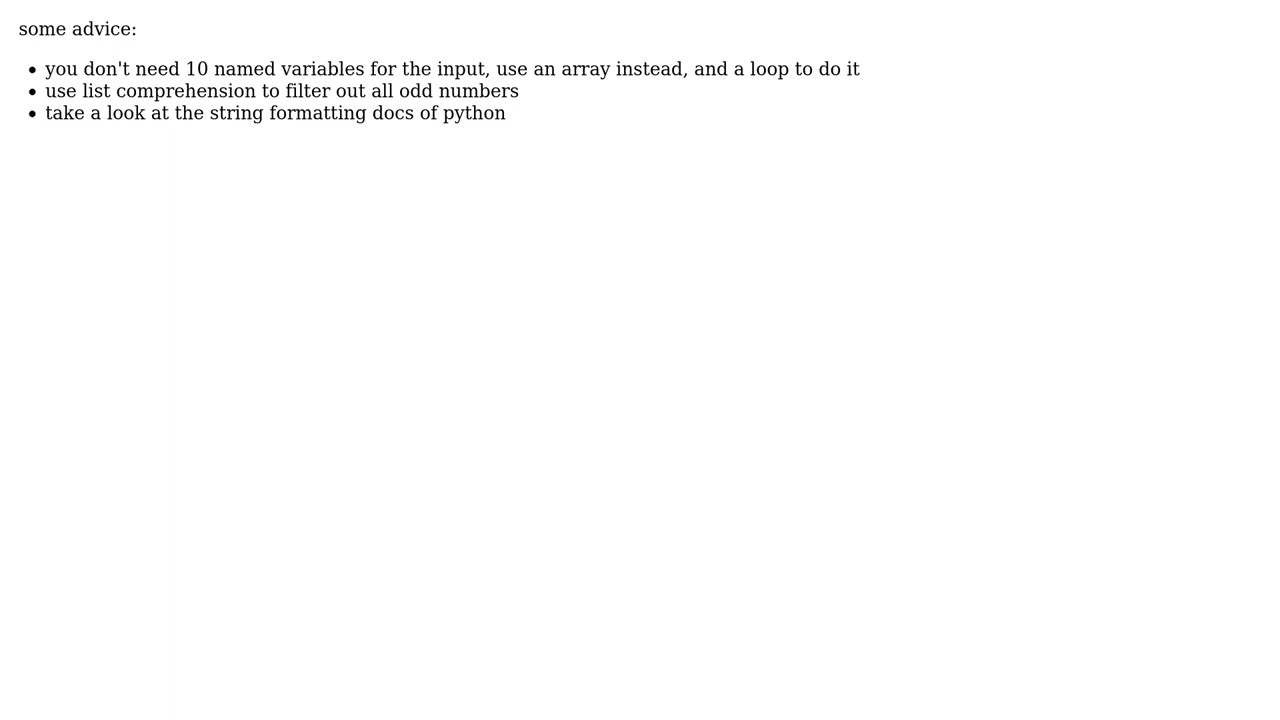 some advice:
you don't need 10 named variables for the input, use an array instead, and a loop to do it
use list comprehension to filter out all odd numbers
take a look at the string formatting docs of python